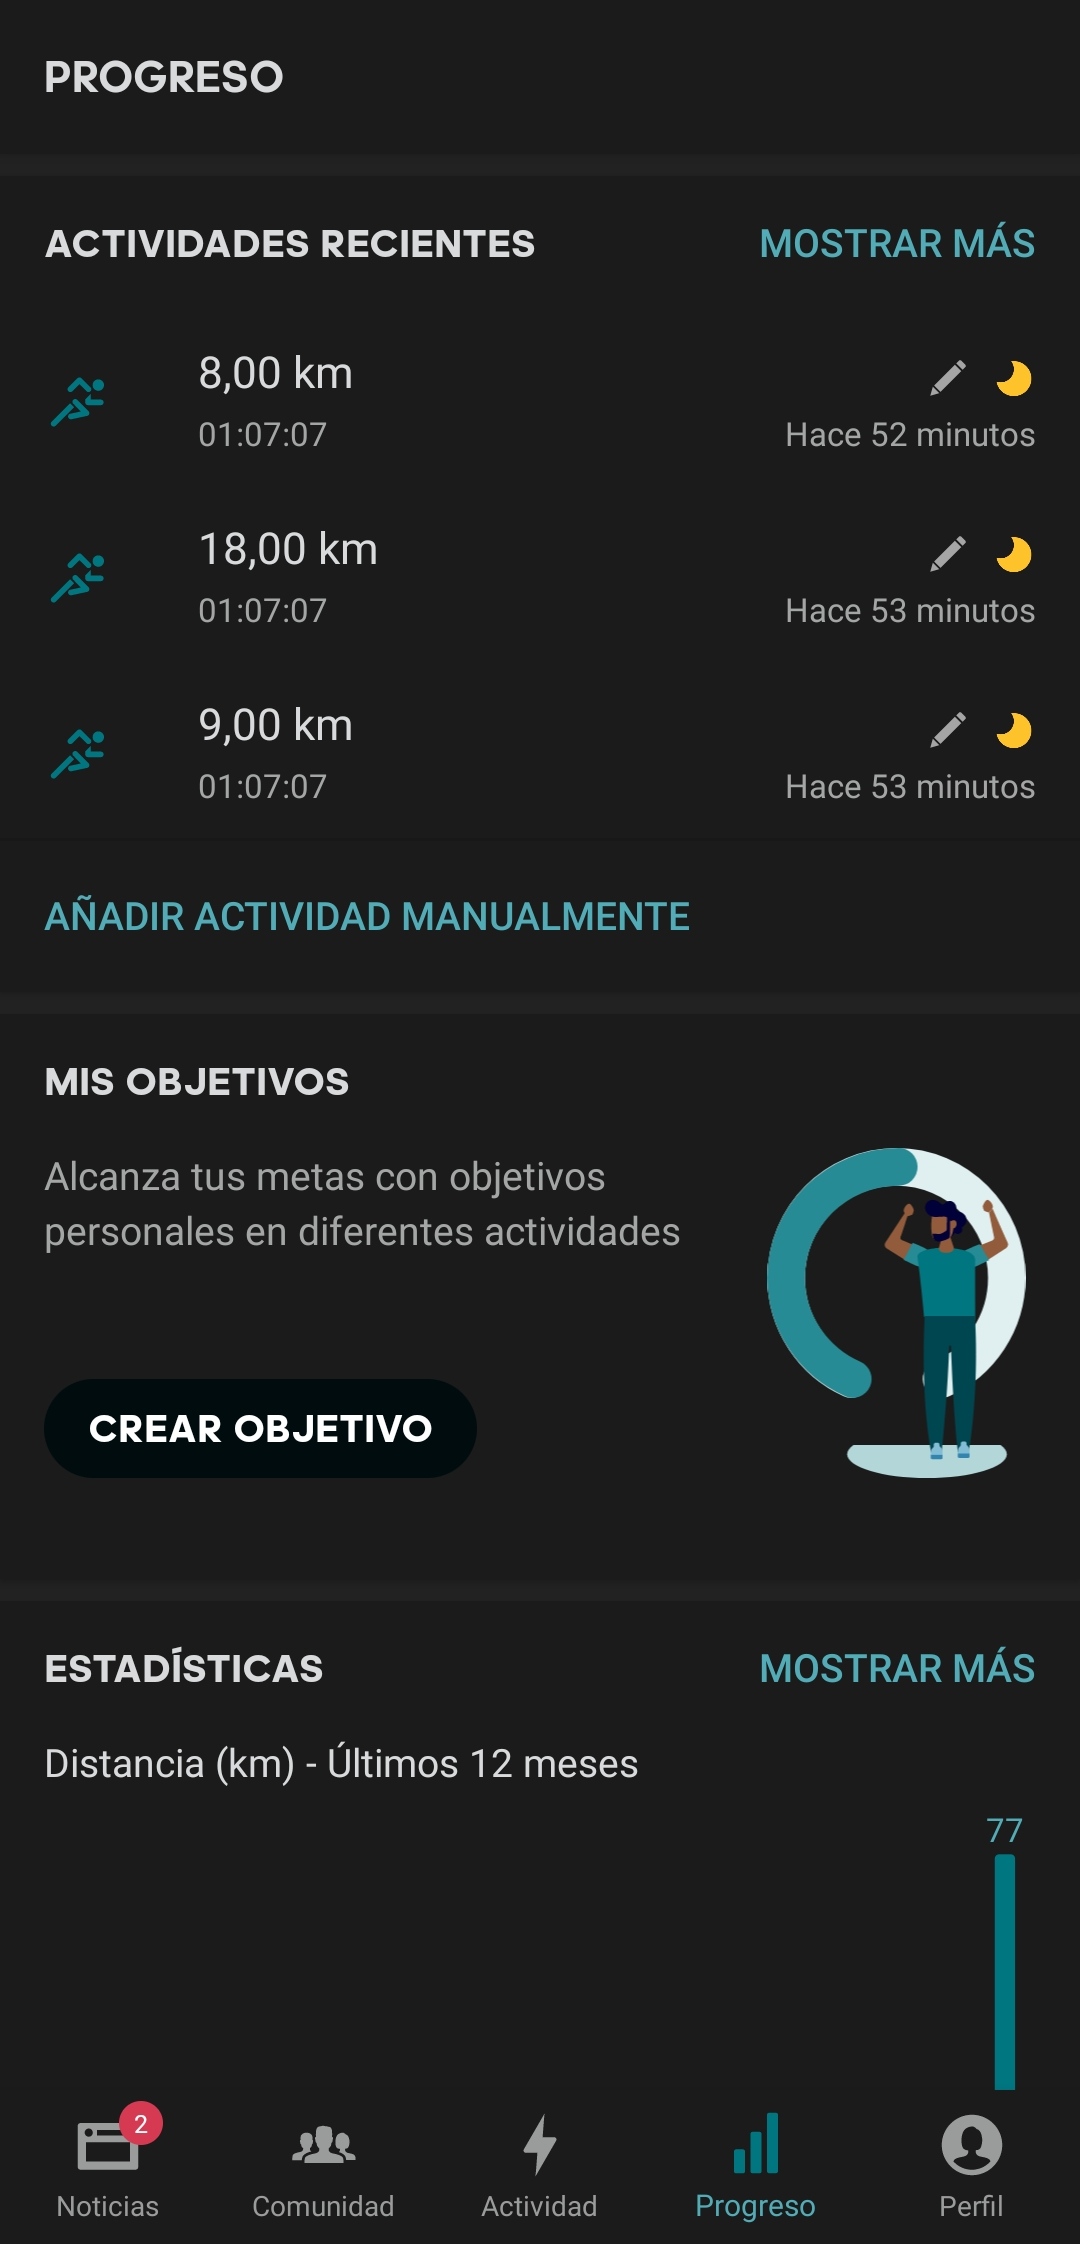 PROGRESO
ACTIVIDADES RECIENTES MOSTRAR MÁS
8,00 km
01:07:07 Hace 52 minutos
18,00 km
01:07:07 Hace 53 minutos
9,00 km
01:07:07 Hace 53 minutos
AÑADIR ACTIVIDAD MANUALMENTE
MIS OBJETIVOS
Alcanza tus metas con objetivos
personales en diferentes actividades
CREAR OBJETIVO
ESTADÍSTICAS MOSTRAR MÁS
Distancia (km) - Últimos 12 meses
77
2
Noticias Comunidad Actividad Progreso Perfil